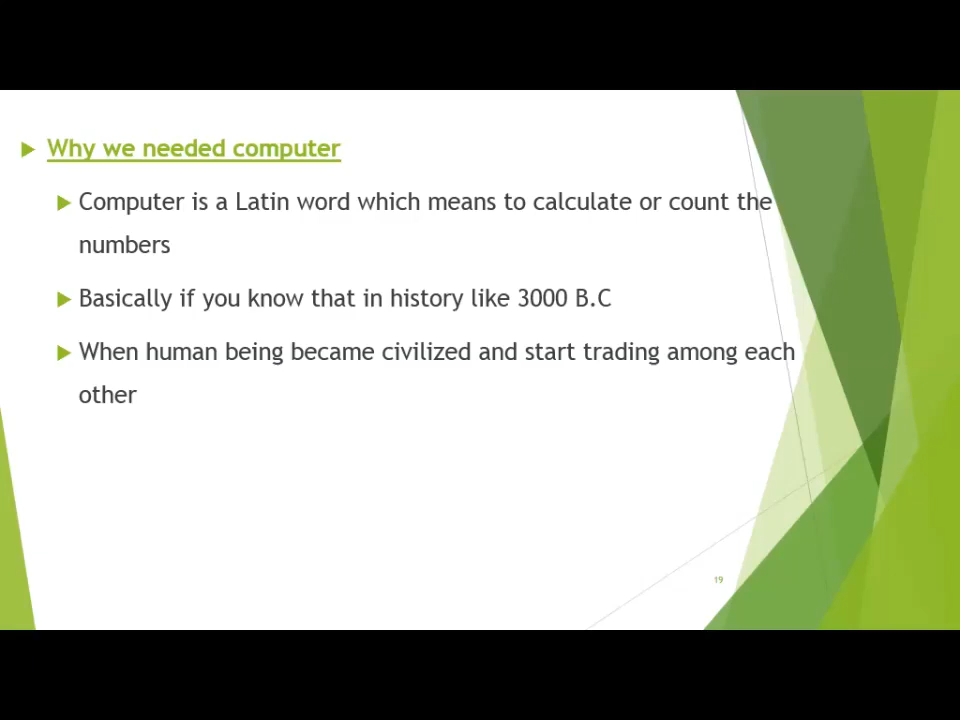 Why we needed computer
Computer is a Latin word which means to calculate or count the
numbers
Basically if you know that in history like 3000 B.C
When human being became civilized and start trading among each
other
19